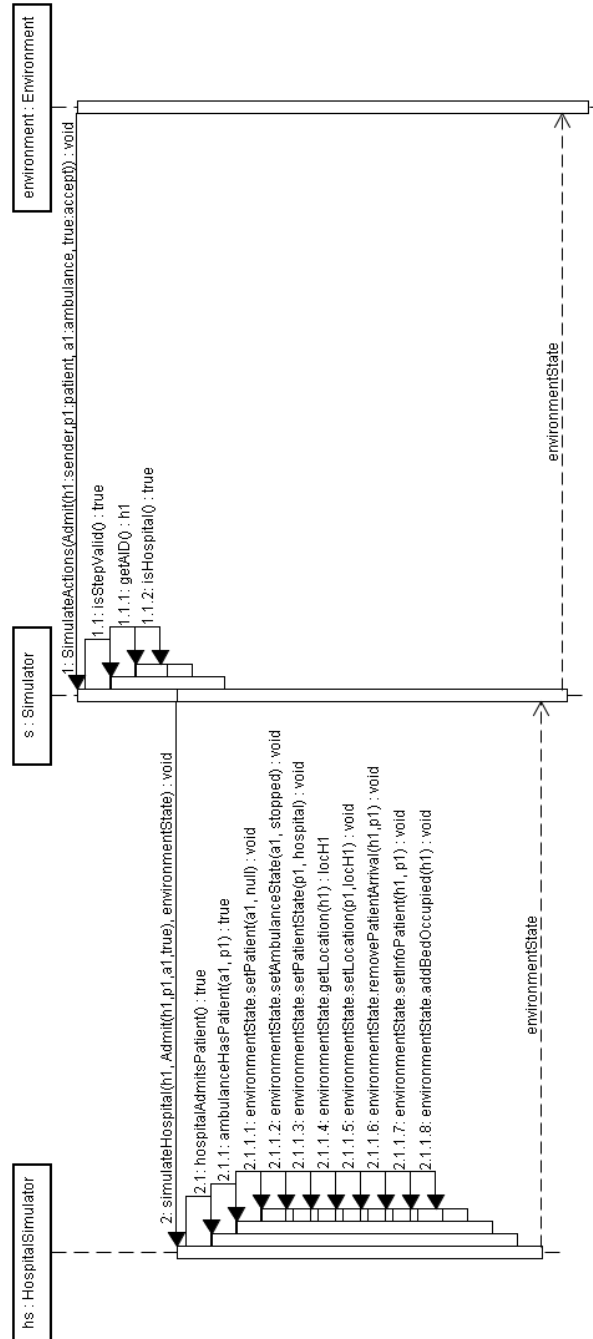 hs : HospitalSimulator
s : Simulator
environment : Environment
1: SimulateActions(Admit(h1:sender,p1:patient, a1:ambulance, true:accept)) : void
1.1: isStepValid() : true
1.1.1: getAID() : h1
1.1.2: isHospital() : true
2: simulateHospital(h1, Admit(h1,p1,a1,true), environmentState) : void
2.1: hospitalAdmitsPatient() : true
2.1.1: ambulanceHasPatient(a1, p1) : true
2.1.1.1: environmentState.setPatient(a1, null) : void
2.1.1.2: environmentState.setAmbulanceState(a1, stopped) : void
2.1.1.3: environmentState.setPatientState(p1, hospital) : void
2.1.1.4: environmentState.getLocation(h1) : locH1
2.1.1.5: environmentState.setLocation(p1,locH1) : void
2.1.1.6: environmentState.removePatientArrival(h1,p1) : void
2.1.1.7: environmentState.setInfoPatient(h1, p1) : void
2.1.1.8: environmentState.addBedOccupied(h1) : void
environmentState
environmentState